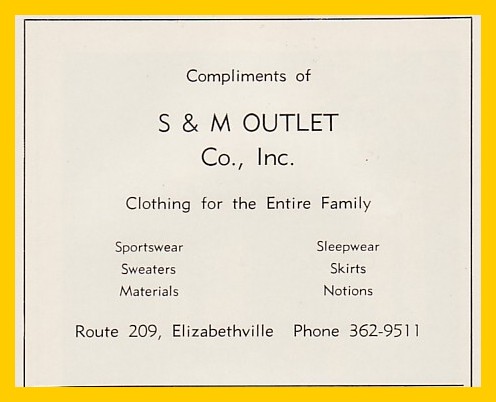 Compliments of
S & M OUTLET
Co., Inc.
Clothing for the Entire Family
Sportswear Sleepwear
Sweaters Skirts
Materials Notions
Route 209, Elizabethville Phone 362-9511